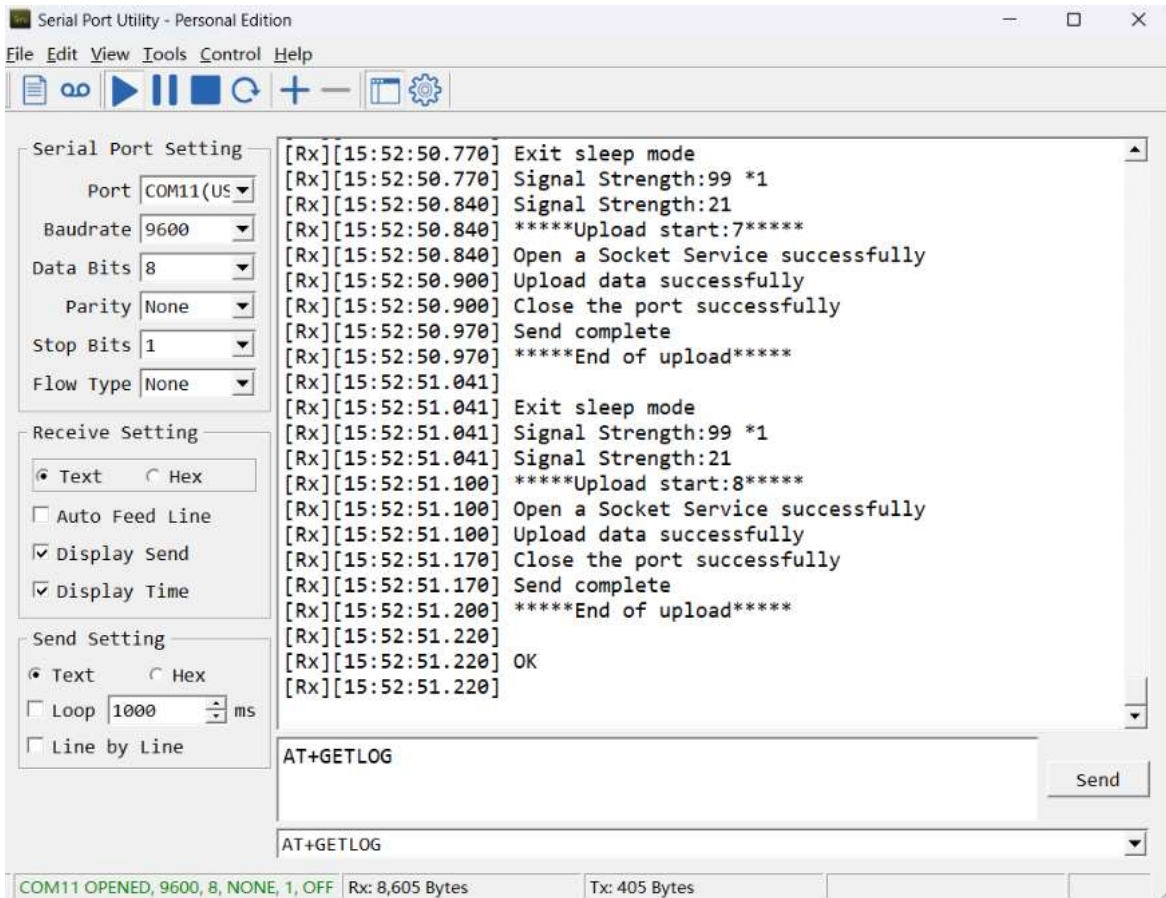 Serial Port Utility - Personal Edition
File Edit View Tools Control Help
Serial Port Setting
Port COM11(US
Baudrate 9600
Data Bits 8
Parity None
Stop Bits 1
Flow Type None
Receive Setting
Text Hex
Auto Feed Line
Display Send
Display Time
Send Setting
Text Hex
Loop 1000 ms
Line by Line
[Rx][15:52:50.770] Exit sleep mode
[Rx][15:52:50.770] Signal Strength:99 *1
[Rx][15:52:50.840] Signal Strength:21
[Rx][15:52:50.840] *****Upload start:7*****
[Rx][15:52:50.840] Open a Socket Service successfully
[Rx][15:52:50.900] Upload data successfully
[Rx][15:52:50.900] Close the port successfully
[Rx][15:52:50.970] Send complete
[Rx][15:52:50.970] *****End of upload*****
[Rx][15:52:51.041]
[Rx][15:52:51.041] Exit sleep mode
[Rx][15:52:51.041] Signal Strength:99 *1
[Rx][15:52:51.041] Signal Strength:21
[Rx][15:52:51.100] *****Upload start:8*****
[Rx][15:52:51.100] Open a Socket Service successfully
[Rx][15:52:51.100] Upload data successfully
[Rx][15:52:51.170] Close the port successfully
[Rx][15:52:51.170] Send complete
[Rx][15:52:51.200] *****End of upload*****
[Rx][15:52:51.220]
[Rx][15:52:51.220] OK
[Rx][15:52:51.220]
AT+GETLOG
Send
AT+GETLOG
COM11 OPENED, 9600, 8, NONE, 1, OFF Rx: 8,605 Bytes Tx: 405 Bytes